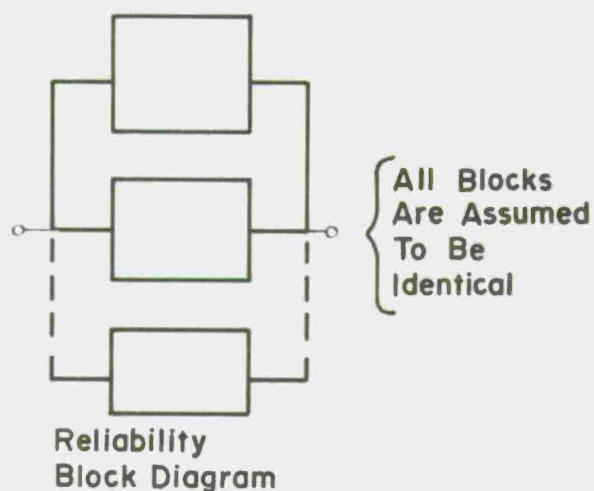 All Blocks
Are Assumed
To Be
Identical
Reliability
Block Diagram